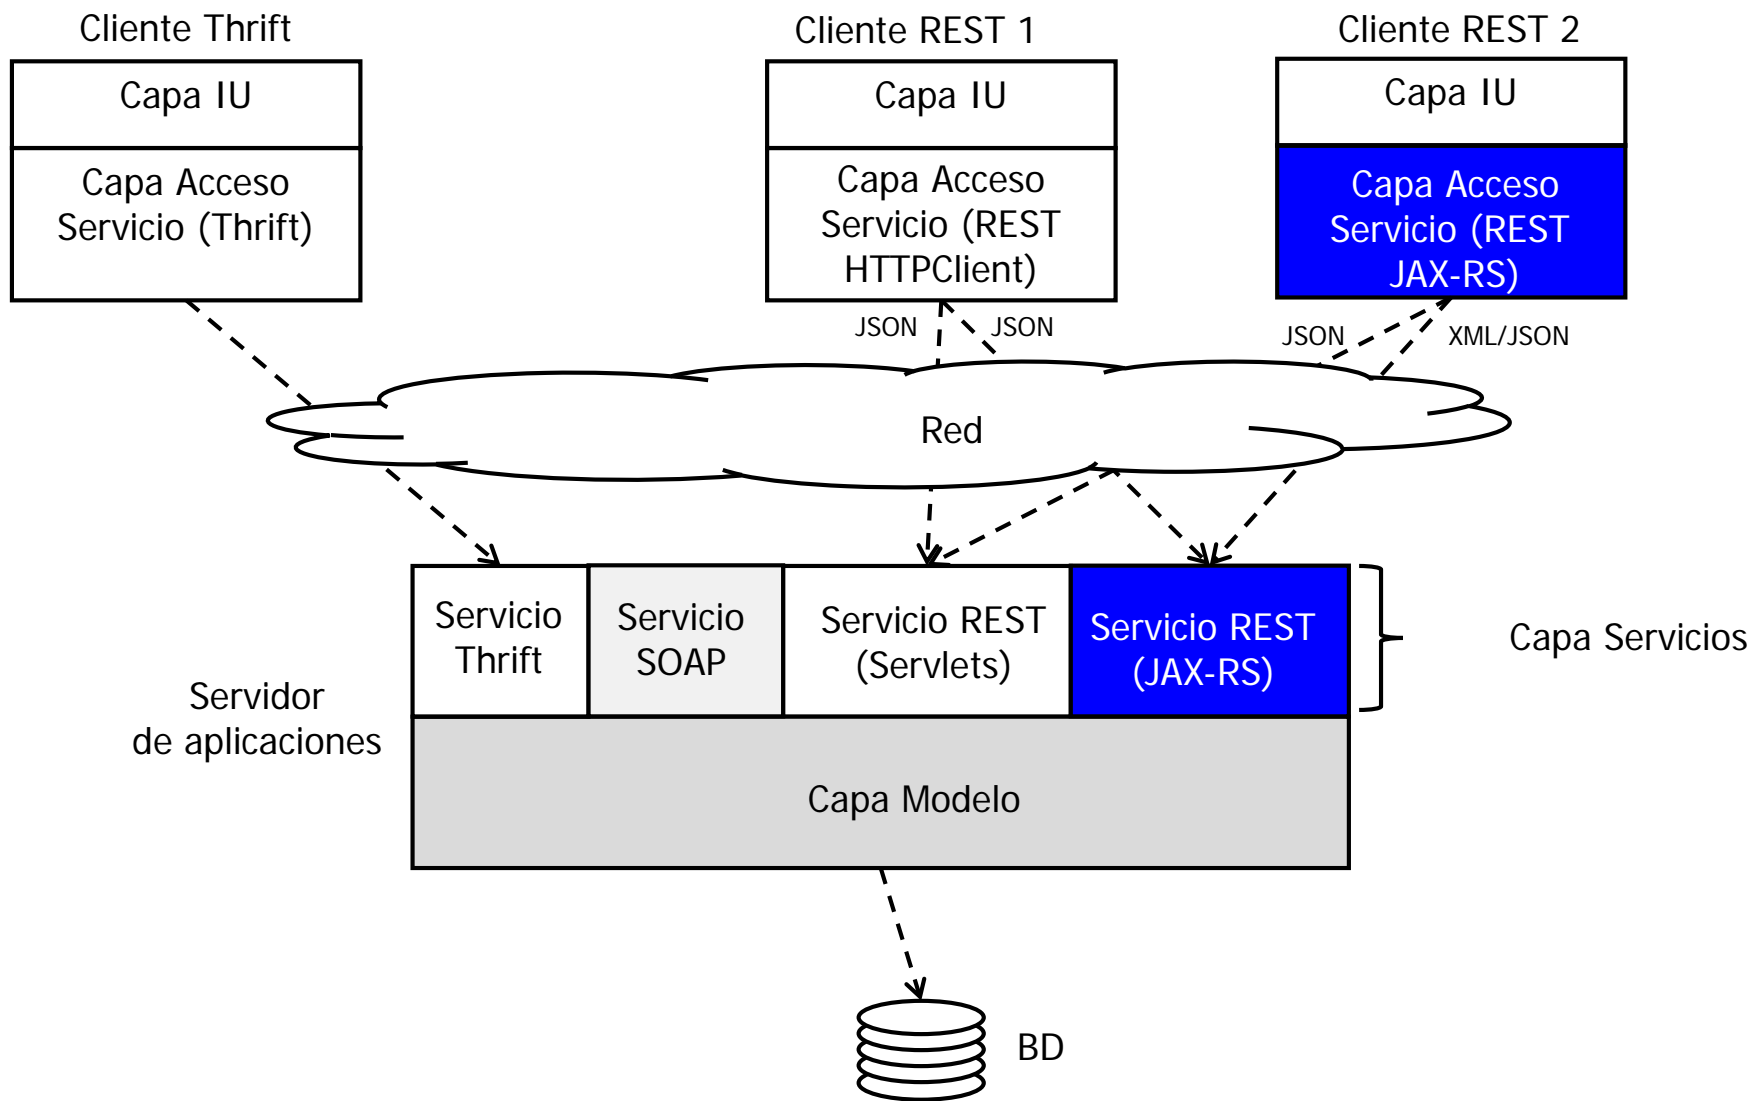 Cliente Thrift
Capa IU
Capa Acceso
Servicio (Thrift)
Cliente REST 1
Capa IU
Capa Acceso
Servicio (REST
HTTPClient)
Cliente REST 2
Capa IU
Capa Acceso
Servicio (REST
JAX-RS)
JSON
JSON
JSON
XML/JSON
Red
Servicio
Thrift
Servicio
SOAP
Servicio REST
(Servlets)
Servicio REST
(JAX-RS)
Capa Servicios
Servidor
de aplicaciones
Capa Modelo
BD